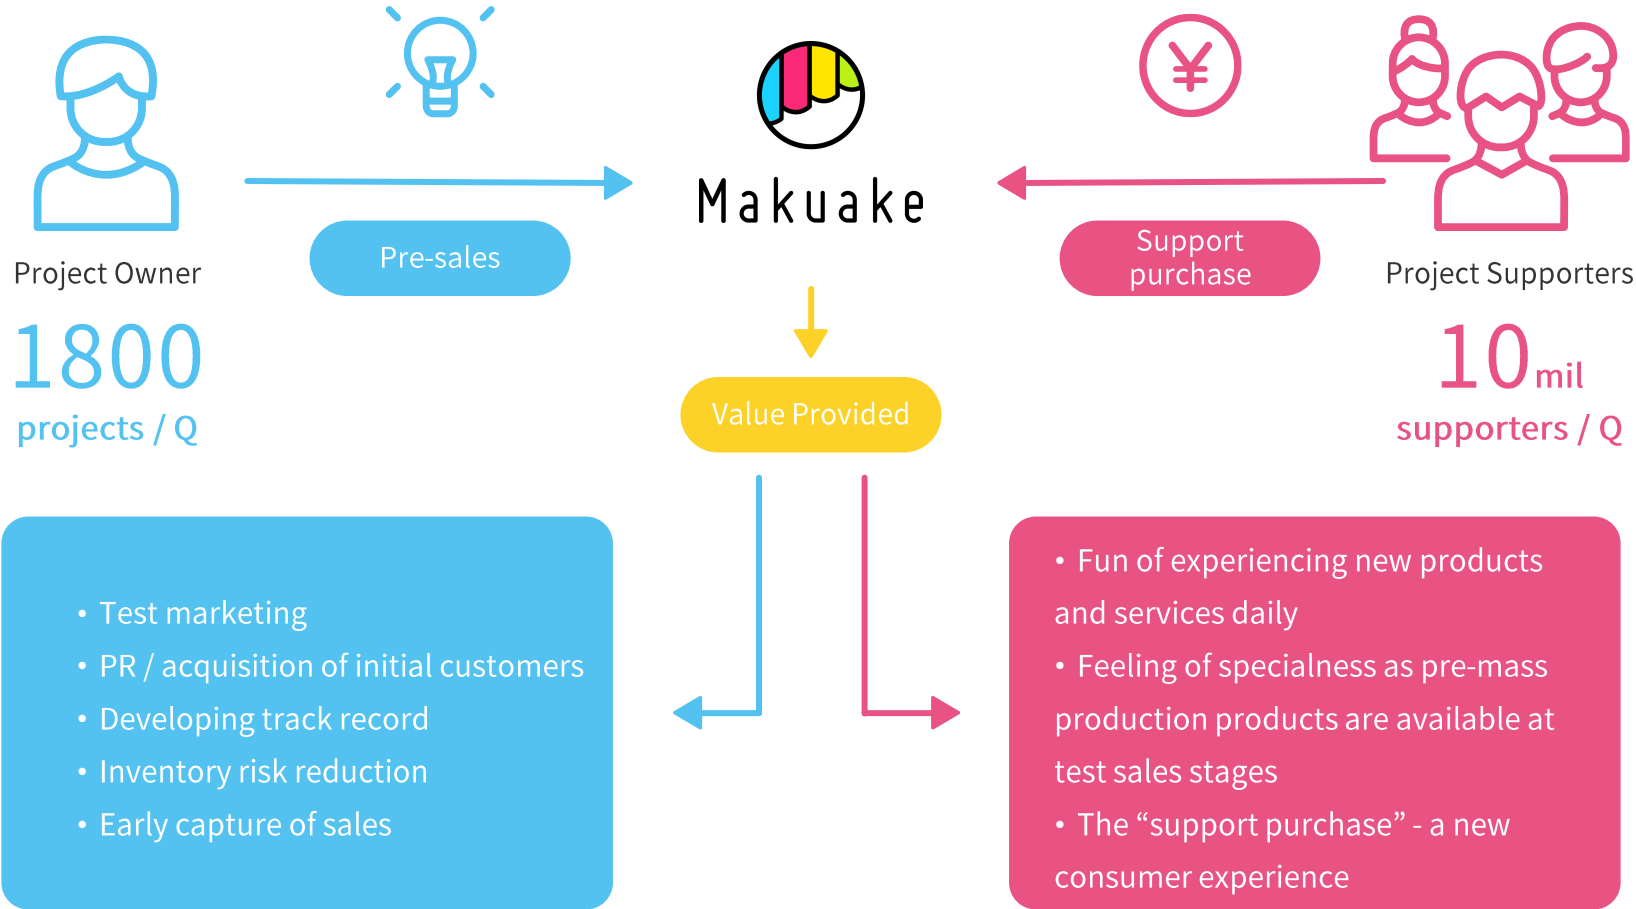 Makuake
Project Owner
1800
projects / Q
Pre-sales
Support
purchase
¥
Project Supporters
10 mil
supporters / Q
Value Provided
・Test marketing
・PR / acquisition of initial customers
・Developing track record
・Inventory risk reduction
・Early capture of sales
・Fun of experiencing new products
and services daily
・Feeling of specialness as pre-mass
production products are available at
test sales stages
・The “support purchase” - a new
consumer experience